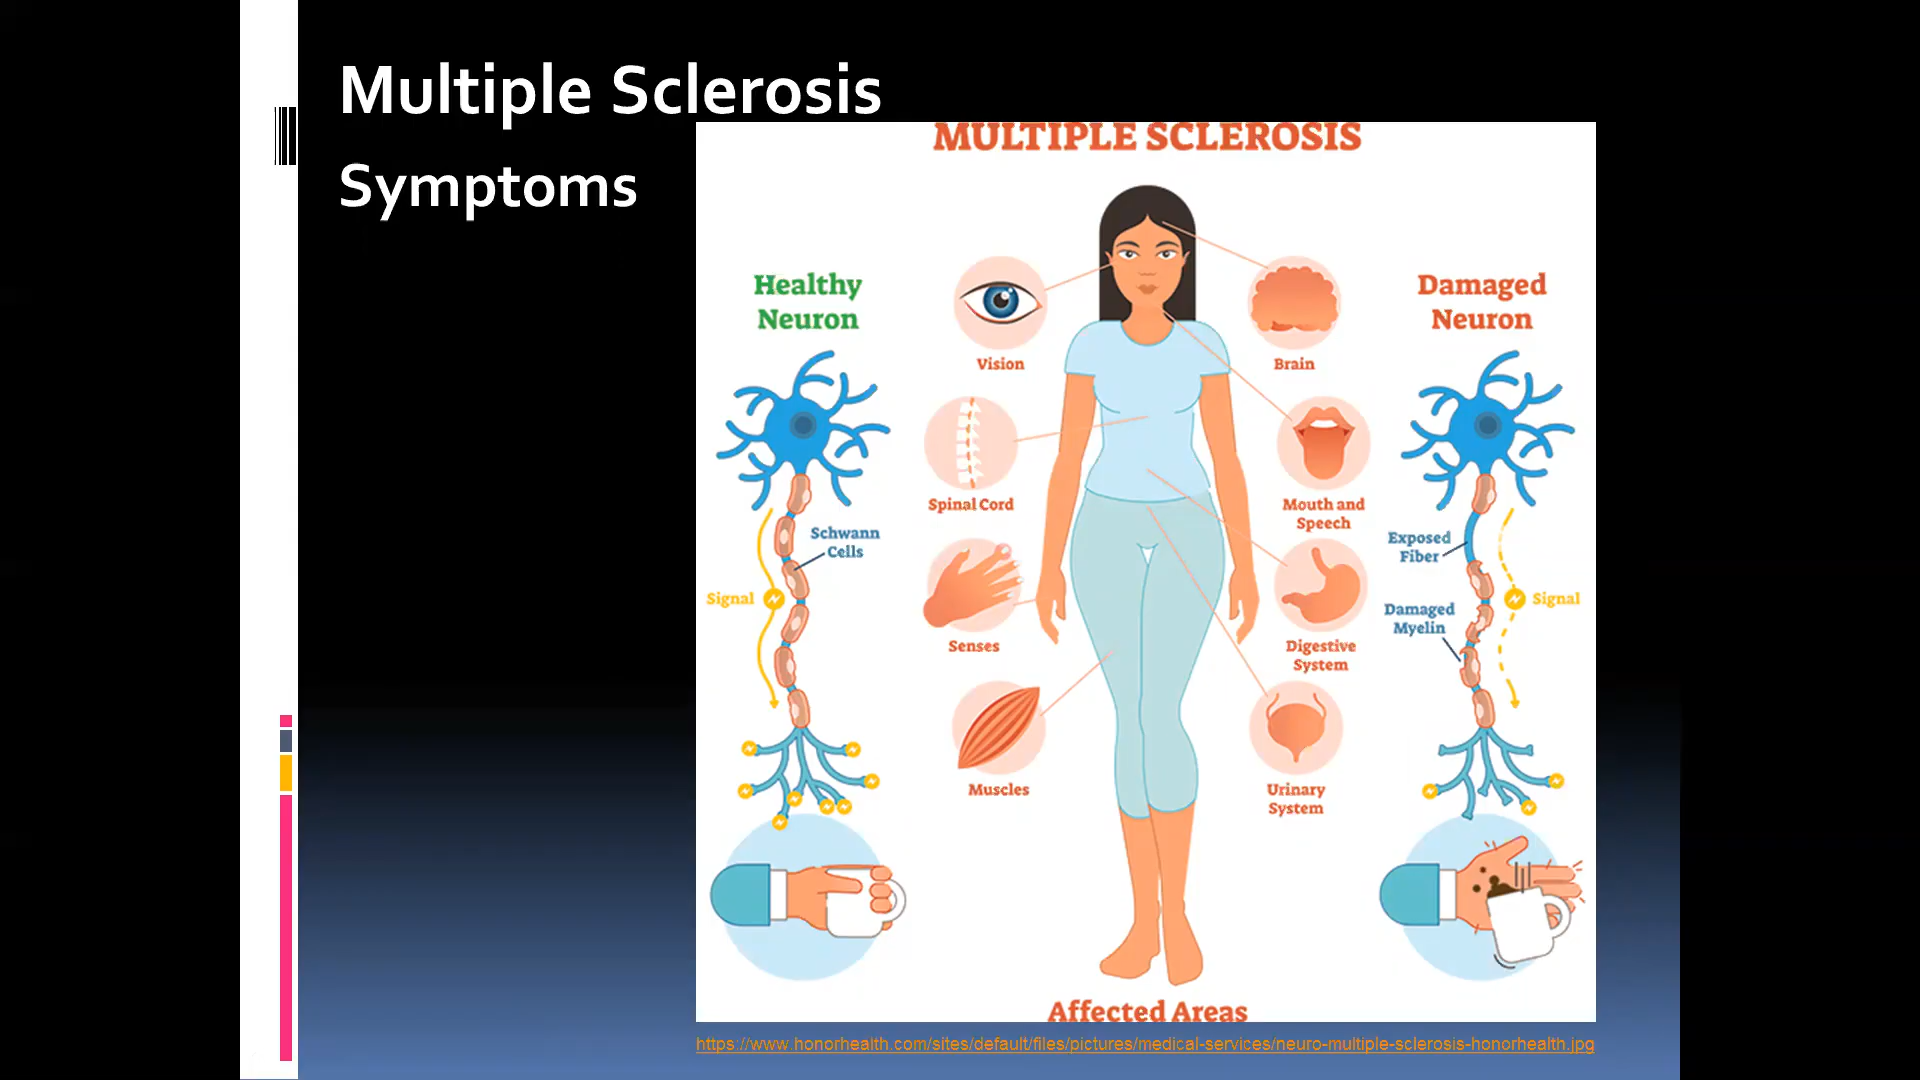 Multiple Sclerosis
Symptoms
MULTIPLE SCLEROSIS
Healthy
Neuron
Schwann
Cells
Signal
Vision
Spinal Cord
Senses
Muscles
Brain
Mouth and
Speech
Digestive
System
Urinary
System
Damaged
Neuron
Exposed
Fiber
Damaged
Myelin
Signal
Affected Areas
https://www.honorhealth.com/sites/default/files/pictures/medical-services/neuro-multiple-sclerosis-honorhealth.jpg